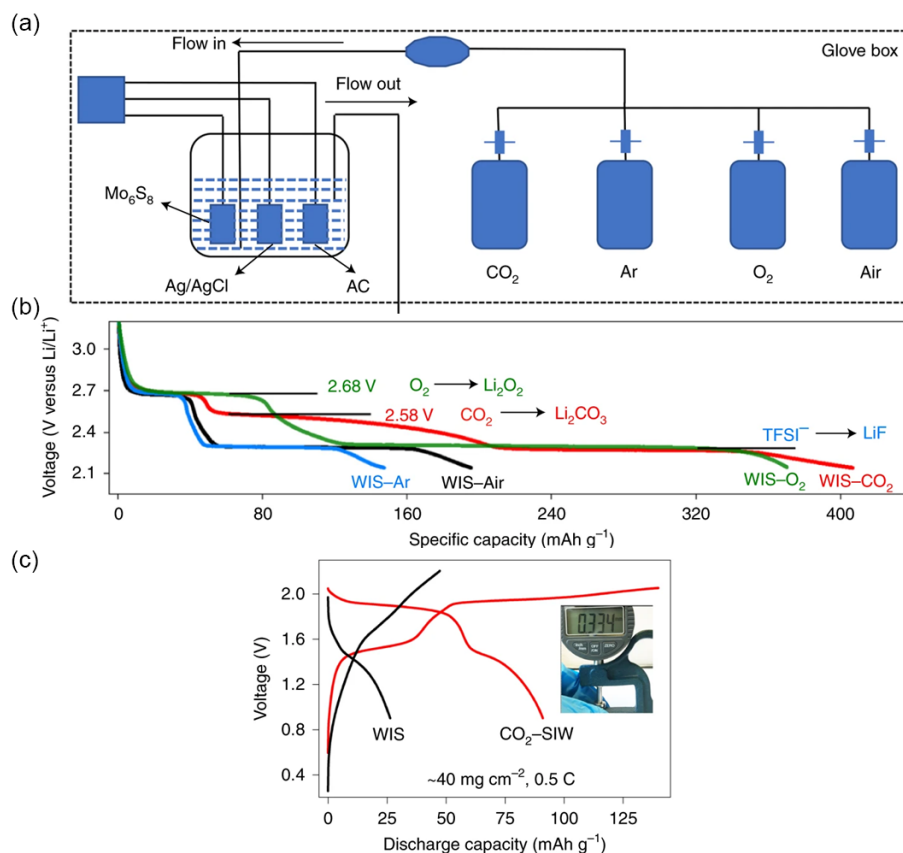 (a)
Flow in
Glove box
Flow out
Mo₆S₈
Ag/AgCl
AC
CO₂
Ar
O₂
Air
(b)
Voltage (V versus Li/Li⁺)
3.0
2.7
2.4
2.1
2.68 V O₂ → Li₂O₂
2.58 V CO₂ → Li₂CO₃
TFSI⁻ → LiF
WIS–Ar
WIS–Air
WIS–O₂
WIS–CO₂
0 80 160 240 320 400
Specific capacity (mAh g⁻¹)
(c)
Voltage (V)
2.0
1.6
1.2
0.8
0.4
0334
WIS
CO₂–SIW
~40 mg cm⁻², 0.5 C
0 25 50 75 100 125
Discharge capacity (mAh g⁻¹)